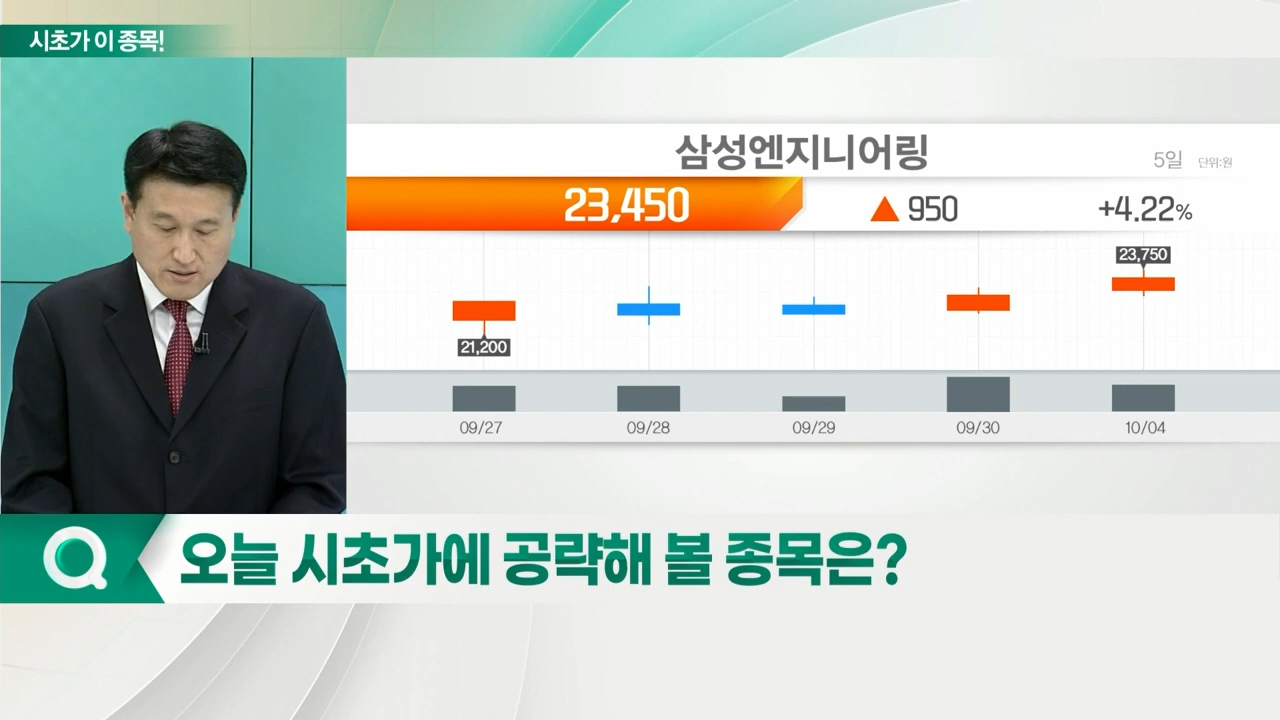 시초가 이 종목!
삼성엔지니어링
5일 단위:원
23,450 ▲ 950 +4.22%
23,750
21,200
09/27 09/28 09/29 09/30 10/04
Q 오늘 시초가에 공략해 볼 종목은?